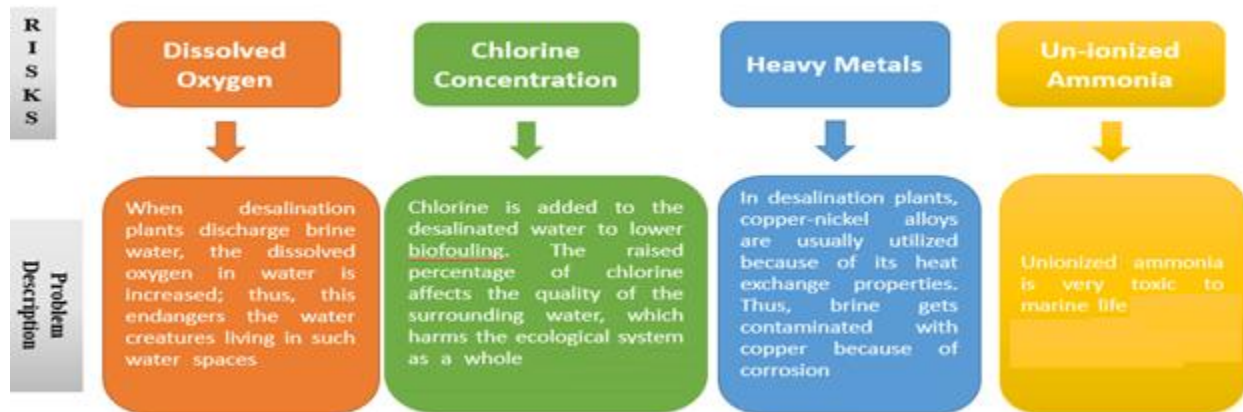 RISKS
Dissolved
Oxygen
Chlorine
Concentration
Heavy Metals
Un-ionized
Ammonia
Problem
Description
When desalination
plants discharge brine
water, the dissolved
oxygen in water is
increased; thus, this
endangers the water
creatures living in such
water spaces
Chlorine is added to the
desalinated water to lower
biofouling. The raised
percentage of chlorine
affects the quality of the
surrounding water, which
harms the ecological system
as a whole
In desalination plants,
copper-nickel alloys
are usually utilized
because of its heat
exchange properties.
Thus, brine gets
contaminated with
copper because of
corrosion
Unionized ammonia
is very toxic to
marine life